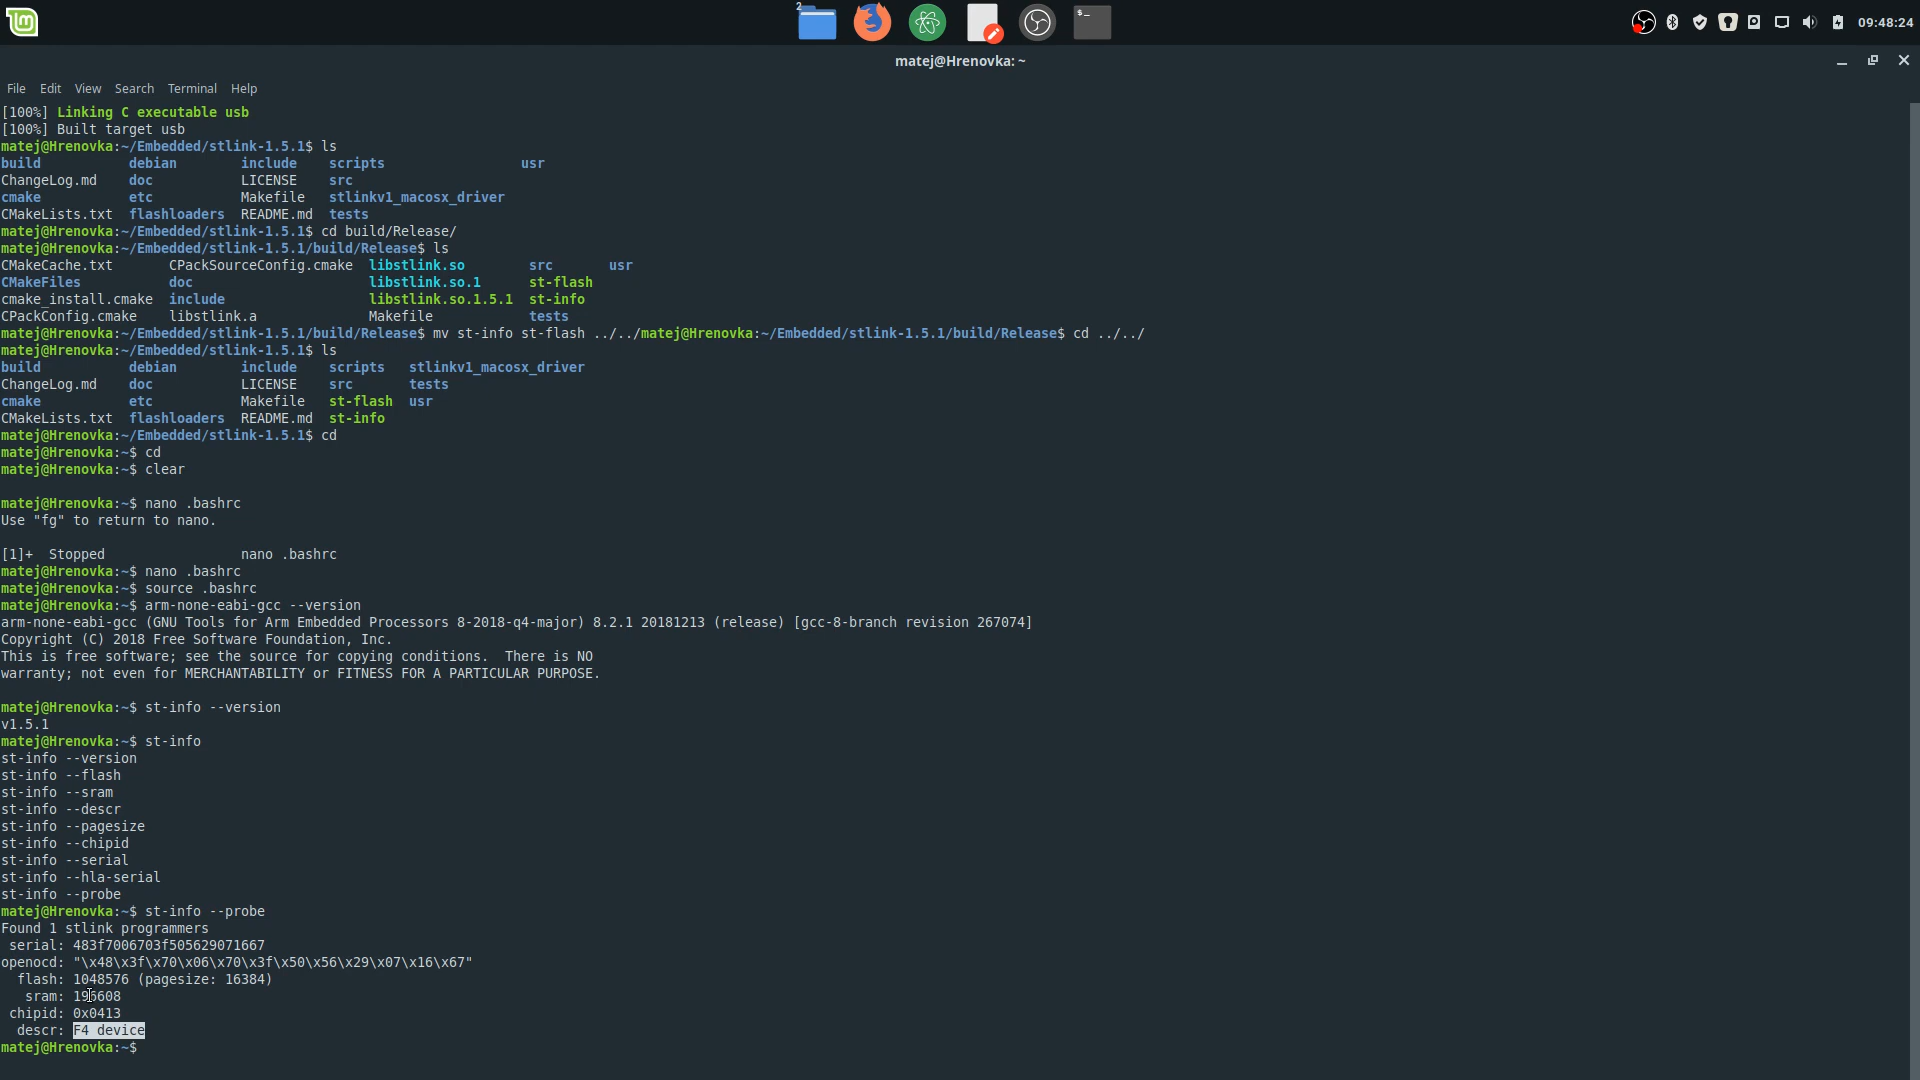 2
$_
09:48:24
matej@Hrenovka: ~
File Edit View Search Terminal Help
[100%] Linking C executable usb
[100%] Built target usb
matej@Hrenovka:~/Embedded/stlink-1.5.1$ ls
build debian include scripts usr
ChangeLog.md doc LICENSE src
cmake etc Makefile stlinkv1_macosx_driver
CMakeLists.txt flashloaders README.md tests
matej@Hrenovka:~/Embedded/stlink-1.5.1$ cd build/Release/
matej@Hrenovka:~/Embedded/stlink-1.5.1/build/Release$ ls
CMakeCache.txt CPackSourceConfig.cmake libstlink.so src usr
CMakeFiles doc libstlink.so.1 st-flash
cmake_install.cmake include libstlink.so.1.5.1 st-info
CPackConfig.cmake libstlink.a Makefile tests
matej@Hrenovka:~/Embedded/stlink-1.5.1/build/Release$ mv st-info st-flash ../../matej@Hrenovka:~/Embedded/stlink-1.5.1/build/Release$ cd ../../
matej@Hrenovka:~/Embedded/stlink-1.5.1$ ls
build debian include scripts stlinkv1_macosx_driver
ChangeLog.md doc LICENSE src tests
cmake etc Makefile st-flash usr
CMakeLists.txt flashloaders README.md st-info
matej@Hrenovka:~/Embedded/stlink-1.5.1$ cd
matej@Hrenovka:~$ cd
matej@Hrenovka:~$ clear
matej@Hrenovka:~$ nano .bashrc
Use "fg" to return to nano.
[1]+ Stopped nano .bashrc
matej@Hrenovka:~$ nano .bashrc
matej@Hrenovka:~$ source .bashrc
matej@Hrenovka:~$ arm-none-eabi-gcc --version
arm-none-eabi-gcc (GNU Tools for Arm Embedded Processors 8-2018-q4-major) 8.2.1 20181213 (release) [gcc-8-branch revision 267074]
Copyright (C) 2018 Free Software Foundation, Inc.
This is free software; see the source for copying conditions. There is NO
warranty; not even for MERCHANTABILITY or FITNESS FOR A PARTICULAR PURPOSE.
matej@Hrenovka:~$ st-info --version
v1.5.1
matej@Hrenovka:~$ st-info
st-info --version
st-info --flash
st-info --sram
st-info --descr
st-info --pagesize
st-info --chipid
st-info --serial
st-info --hla-serial
st-info --probe
matej@Hrenovka:~$ st-info --probe
Found 1 stlink programmers
serial: 483f7006703f505629071667
openocd: "\x48\x3f\x70\x06\x70\x3f\x50\x56\x29\x07\x16\x67"
flash: 1048576 (pagesize: 16384)
sram: 196608
chipid: 0x0413
descr: F4 device
matej@Hrenovka:~$